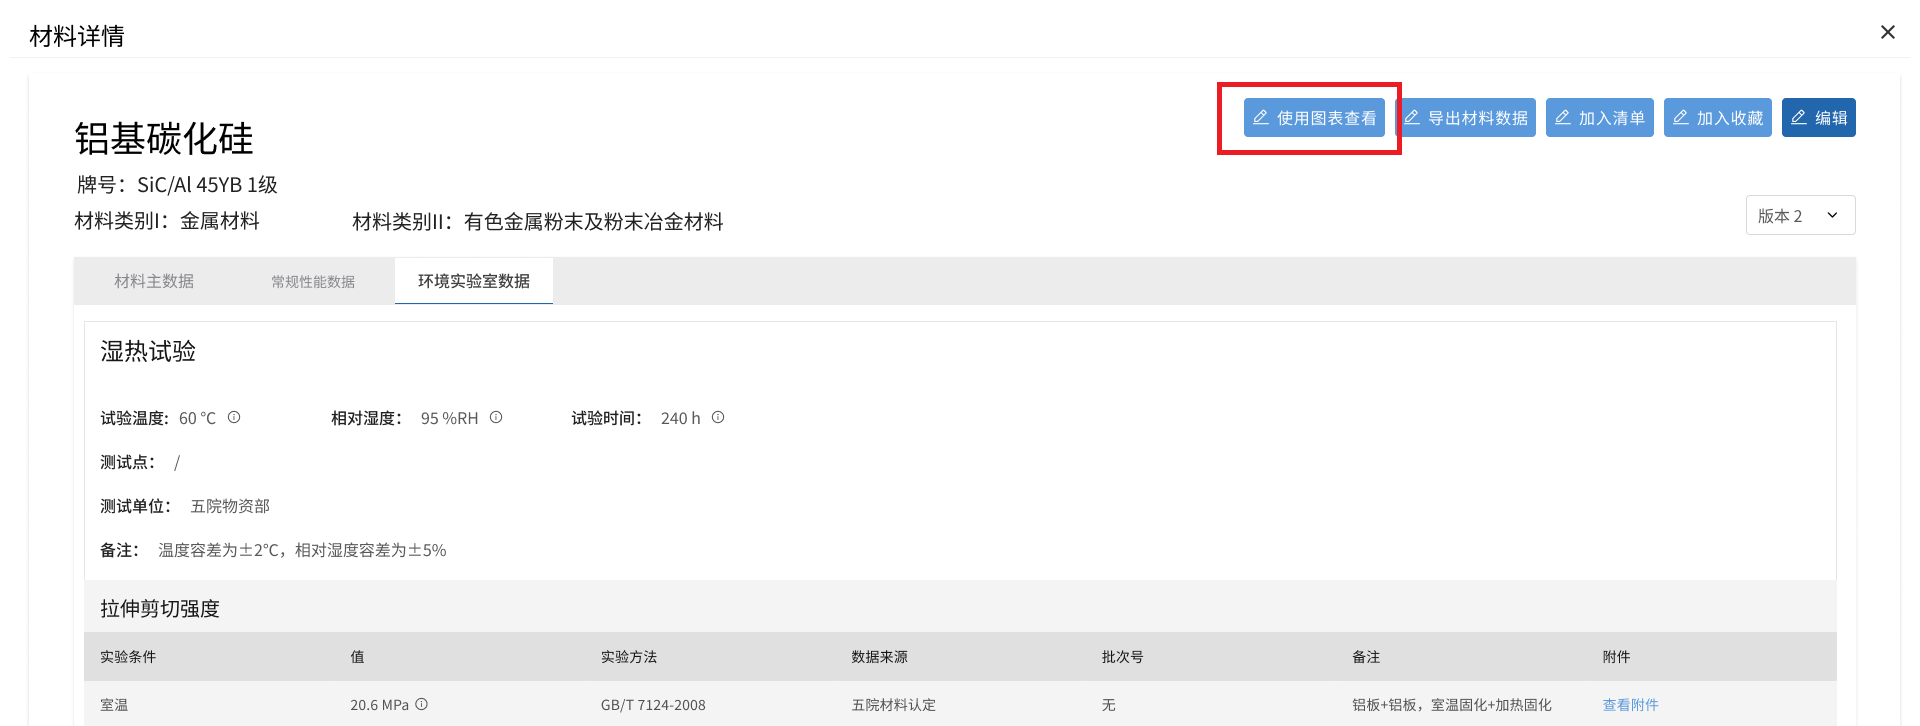 材料详情
使用图表查看 导出材料数据 加入清单 加入收藏 编辑
铝基碳化硅
牌号：SiC/Al 45YB 1级
材料类别I：金属材料 材料类别II：有色金属粉末及粉末冶金材料
版本 2
材料主数据 常规性能数据 环境实验室数据
湿热试验
试验温度: 60 ℃ 相对湿度： 95 %RH 试验时间： 240 h
测试点： /
测试单位： 五院物资部
备注： 温度容差为±2℃，相对湿度容差为±5%
拉伸剪切强度
实验条件 值 实验方法 数据来源 批次号 备注 附件
室温 20.6 MPa GB/T 7124-2008 五院材料认定 无 铝板+铝板，室温固化+加热固化 查看附件